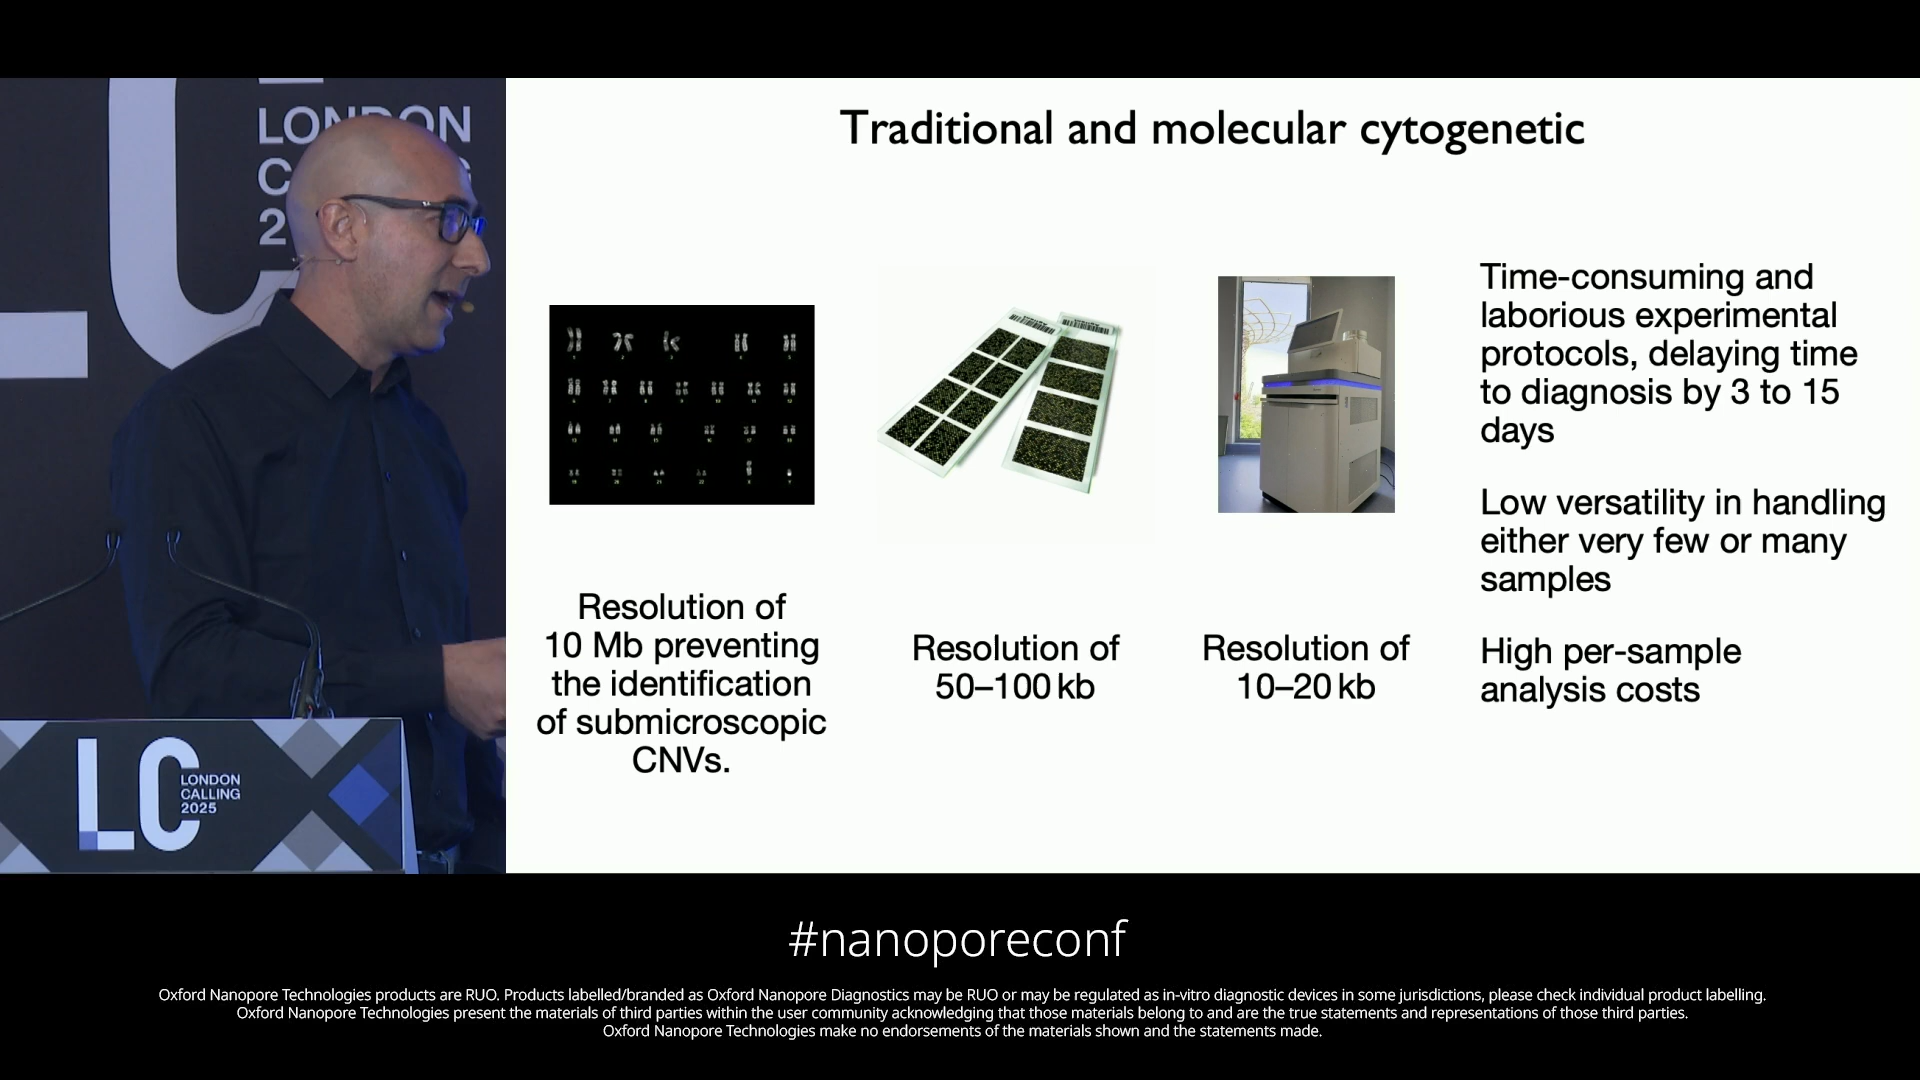 LONDON
C
2
LC
LONDON
CALLING
2025
Traditional and molecular cytogenetic
Resolution of
10 Mb preventing
the identification
of submicroscopic
CNVs.
Resolution of
50–100 kb
Resolution of
10–20 kb
Time-consuming and
laborious experimental
protocols, delaying time
to diagnosis by 3 to 15
days
Low versatility in handling
either very few or many
samples
High per-sample
analysis costs
#nanoporeconf
Oxford Nanopore Technologies products are RUO. Products labelled/branded as Oxford Nanopore Diagnostics may be RUO or may be regulated as in-vitro diagnostic devices in some jurisdictions, please check individual product labelling.
Oxford Nanopore Technologies present the materials of third parties within the user community acknowledging that those materials belong to and are the true statements and representations of those third parties.
Oxford Nanopore Technologies make no endorsements of the materials shown and the statements made.